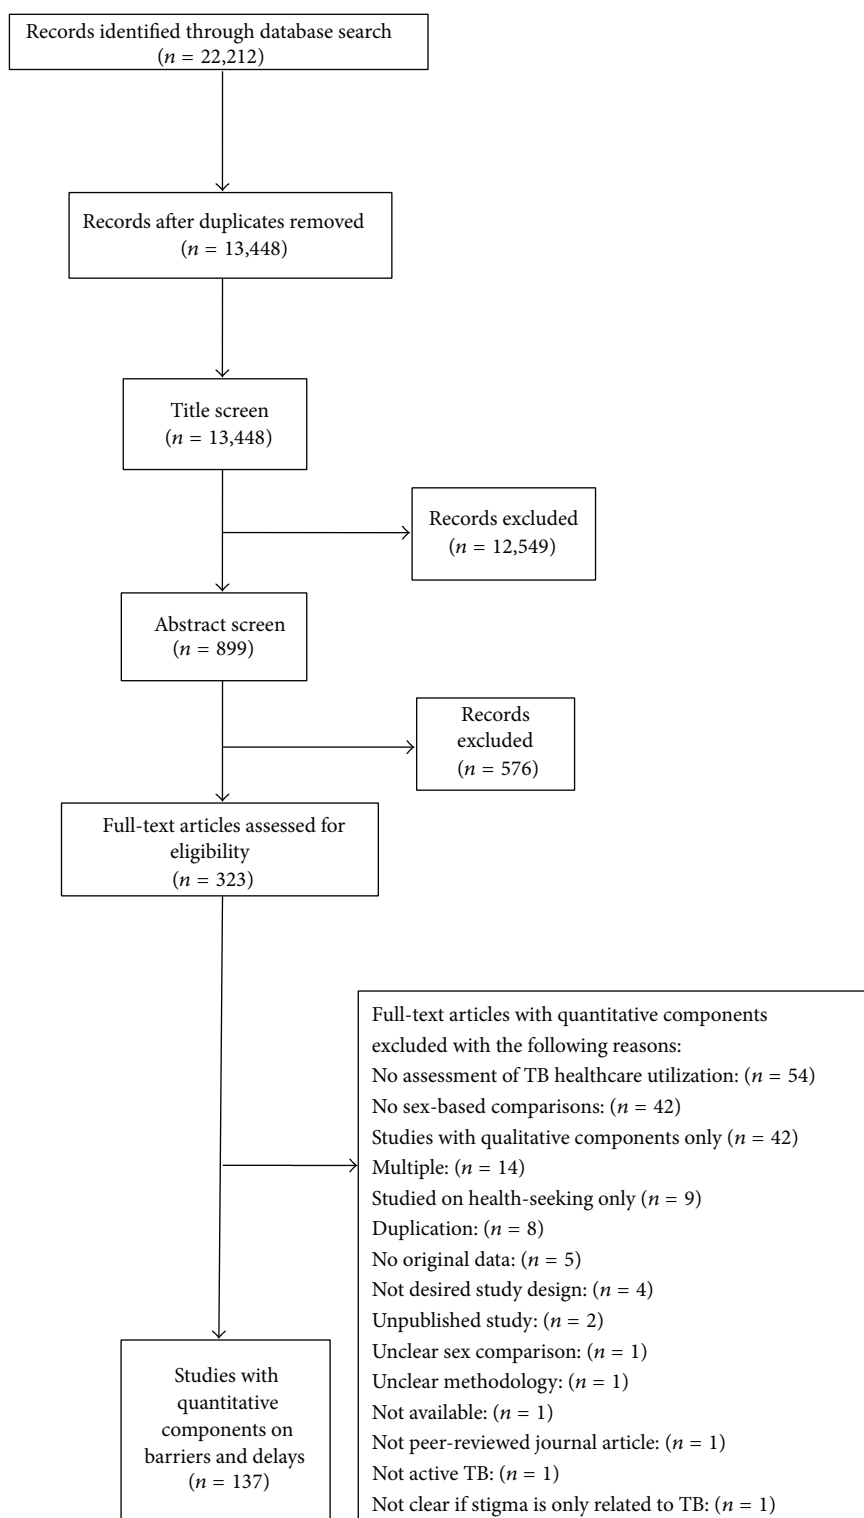 Records identified through database search
(n = 22,212)
Records after duplicates removed
(n = 13,448)
Title screen
(n = 13,448)
Records excluded
(n = 12,549)
Abstract screen
(n = 899)
Records
excluded
(n = 576)
Full-text articles assessed for
eligibility
(n = 323)
Full-text articles with quantitative components
excluded with the following reasons:
No assessment of TB healthcare utilization: (n = 54)
No sex-based comparisons: (n = 42)
Studies with qualitative components only (n = 42)
Multiple: (n = 14)
Studied on health-seeking only (n = 9)
Duplication: (n = 8)
No original data: (n = 5)
Not desired study design: (n = 4)
Unpublished study: (n = 2)
Unclear sex comparison: (n = 1)
Unclear methodology: (n = 1)
Not available: (n = 1)
Not peer-reviewed journal article: (n = 1)
Not active TB: (n = 1)
Not clear if stigma is only related to TB: (n = 1)
Studies with
quantitative
components on
barriers and delays
(n = 137)